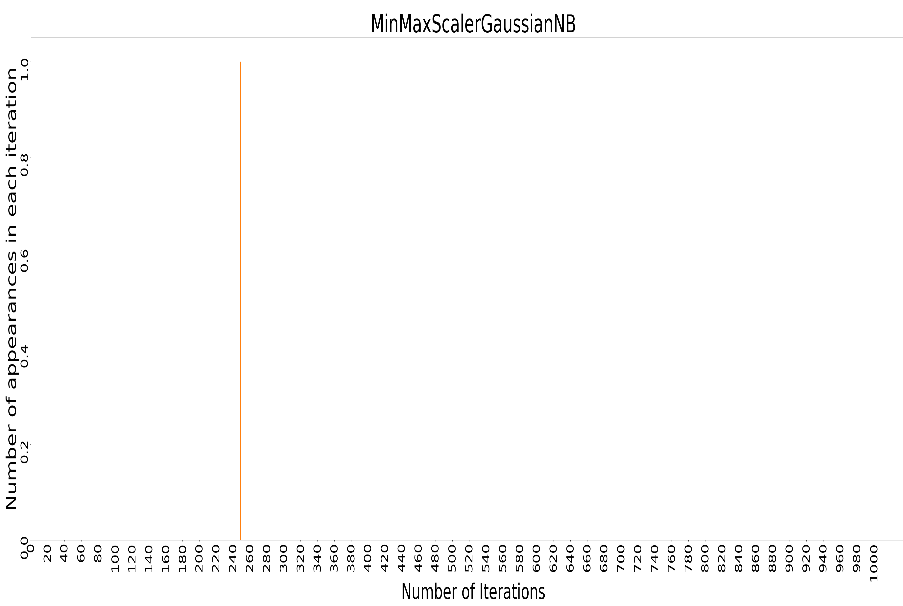 MinMaxScalerGaussianNB
Number of appearances in each iteration
1.0
0.8
0.6
0.4
0.2
0.0
0 20 40 60 80 100 120 140 160 180 200 220 240 260 280 300 320 340 360 380 400 420 440 460 480 500 520 540 560 580 600 620 640 660 680 700 720 740 760 780 800 820 840 860 880 900 920 940 960 980 1000
Number of Iterations